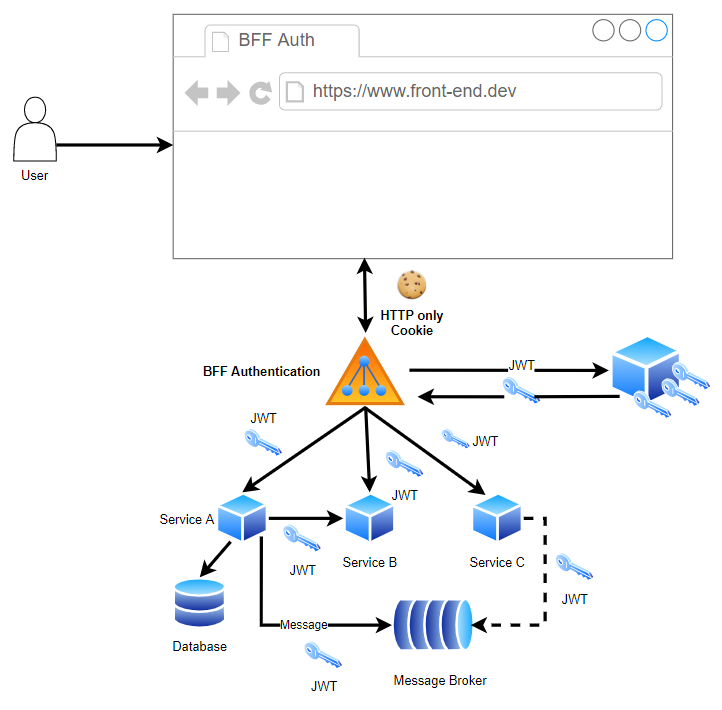 BFF Auth
https://www.front-end.dev
User
HTTP only
Cookie
BFF Authentication
JWT
JWT
JWT
JWT
Service A
JWT
Service B
Service C
JWT
Message
Database
JWT
Message Broker